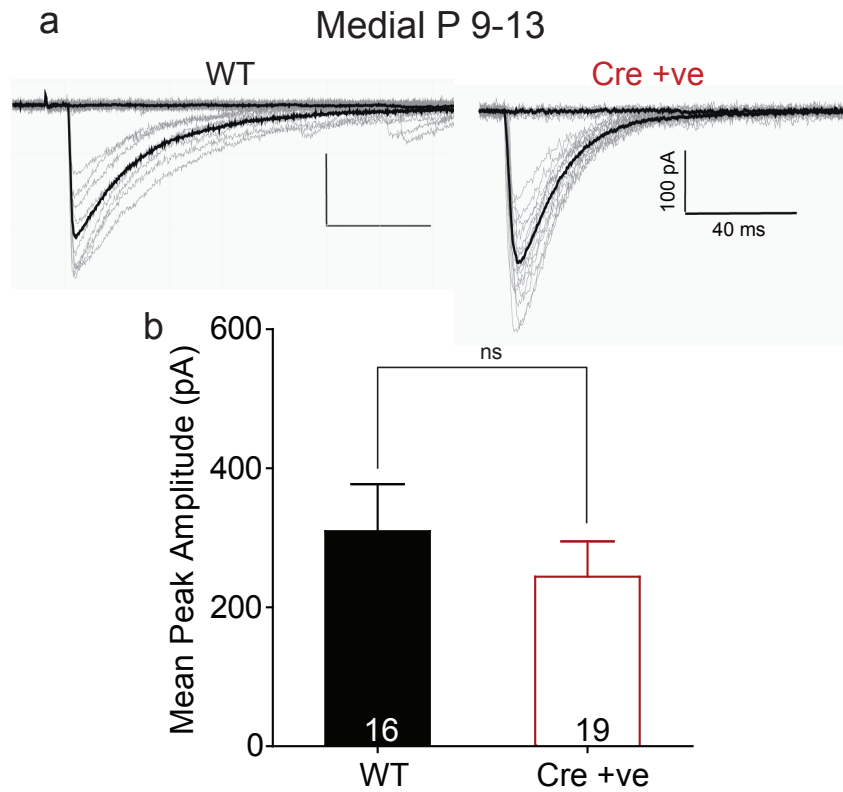 a
Medial P 9-13
WT
Cre +ve
100 pA
40 ms
b
Mean Peak Amplitude (pA)
600
400
200
0
ns
16
19
WT
Cre +ve